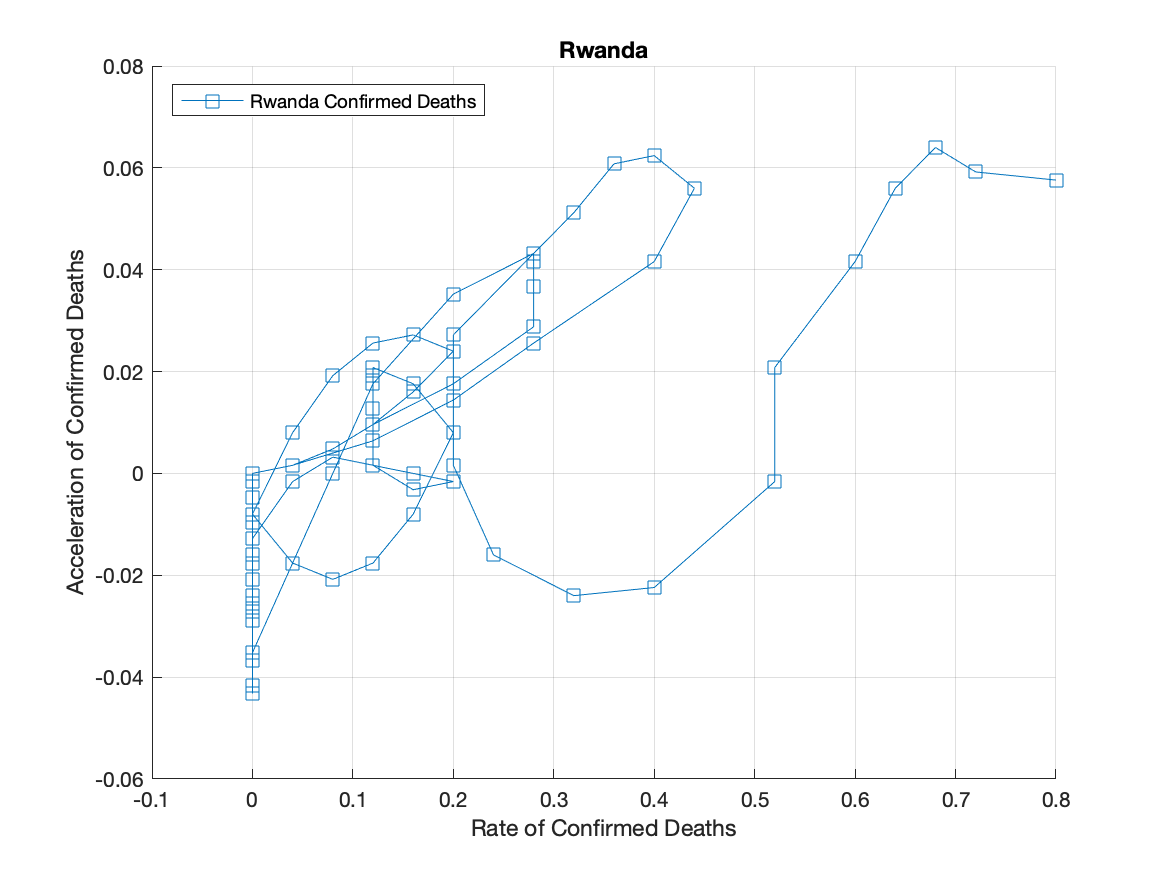 Rwanda
Rwanda Confirmed Deaths
0.08
0.06
0.04
0.02
0
-0.02
-0.04
-0.06
Acceleration of Confirmed Deaths
-0.1 0 0.1 0.2 0.3 0.4 0.5 0.6 0.7 0.8
Rate of Confirmed Deaths